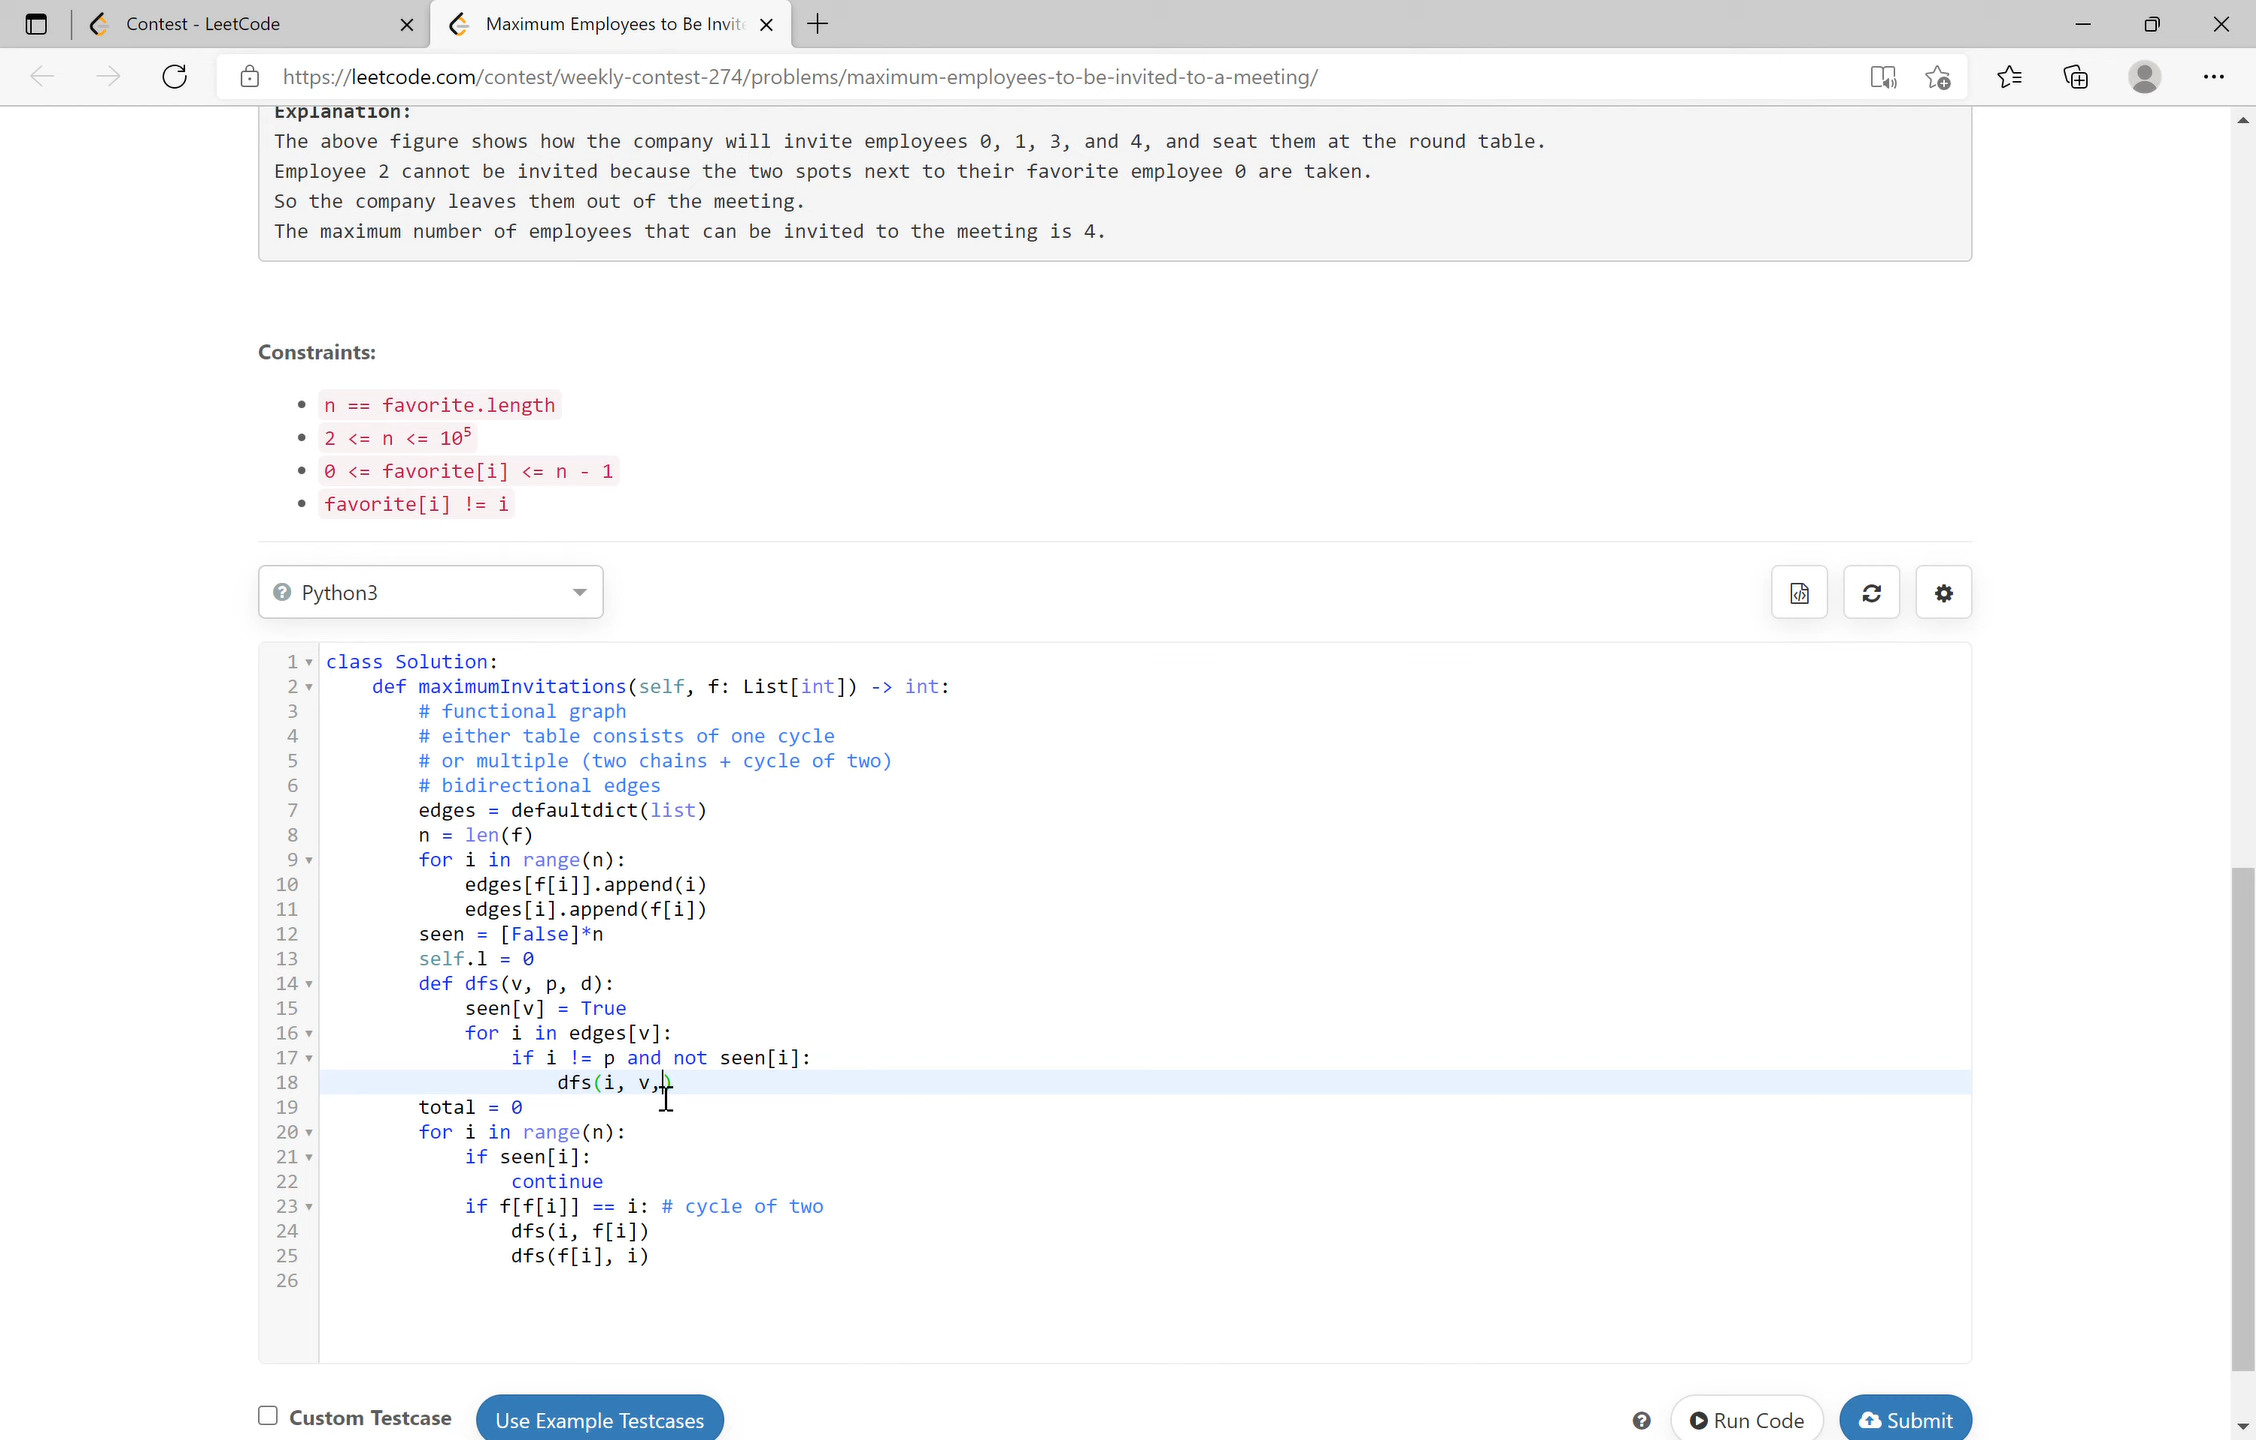 Contest - LeetCode
Maximum Employees to Be Invite
https://leetcode.com/contest/weekly-contest-274/problems/maximum-employees-to-be-invited-to-a-meeting/
Explanation:
The above figure shows how the company will invite employees 0, 1, 3, and 4, and seat them at the round table.
Employee 2 cannot be invited because the two spots next to their favorite employee 0 are taken.
So the company leaves them out of the meeting.
The maximum number of employees that can be invited to the meeting is 4.
Constraints:
• n == favorite.length
• 2 <= n <= 10⁵
• 0 <= favorite[i] <= n - 1
• favorite[i] != i
Python3
1 class Solution:
2     def maximumInvitations(self, f: List[int]) -> int:
3         # functional graph
4         # either table consists of one cycle
5         # or multiple (two chains + cycle of two)
6         # bidirectional edges
7         edges = defaultdict(list)
8         n = len(f)
9         for i in range(n):
10             edges[f[i]].append(i)
11             edges[i].append(f[i])
12         seen = [False]*n
13         self.l = 0
14         def dfs(v, p, d):
15             seen[v] = True
16             for i in edges[v]:
17                 if i != p and not seen[i]:
18                     dfs(i, v,)
19         total = 0
20         for i in range(n):
21             if seen[i]:
22                 continue
23             if f[f[i]] == i: # cycle of two
24                 dfs(i, f[i])
25                 dfs(f[i], i)
26
Custom Testcase
Use Example Testcases
Run Code
Submit